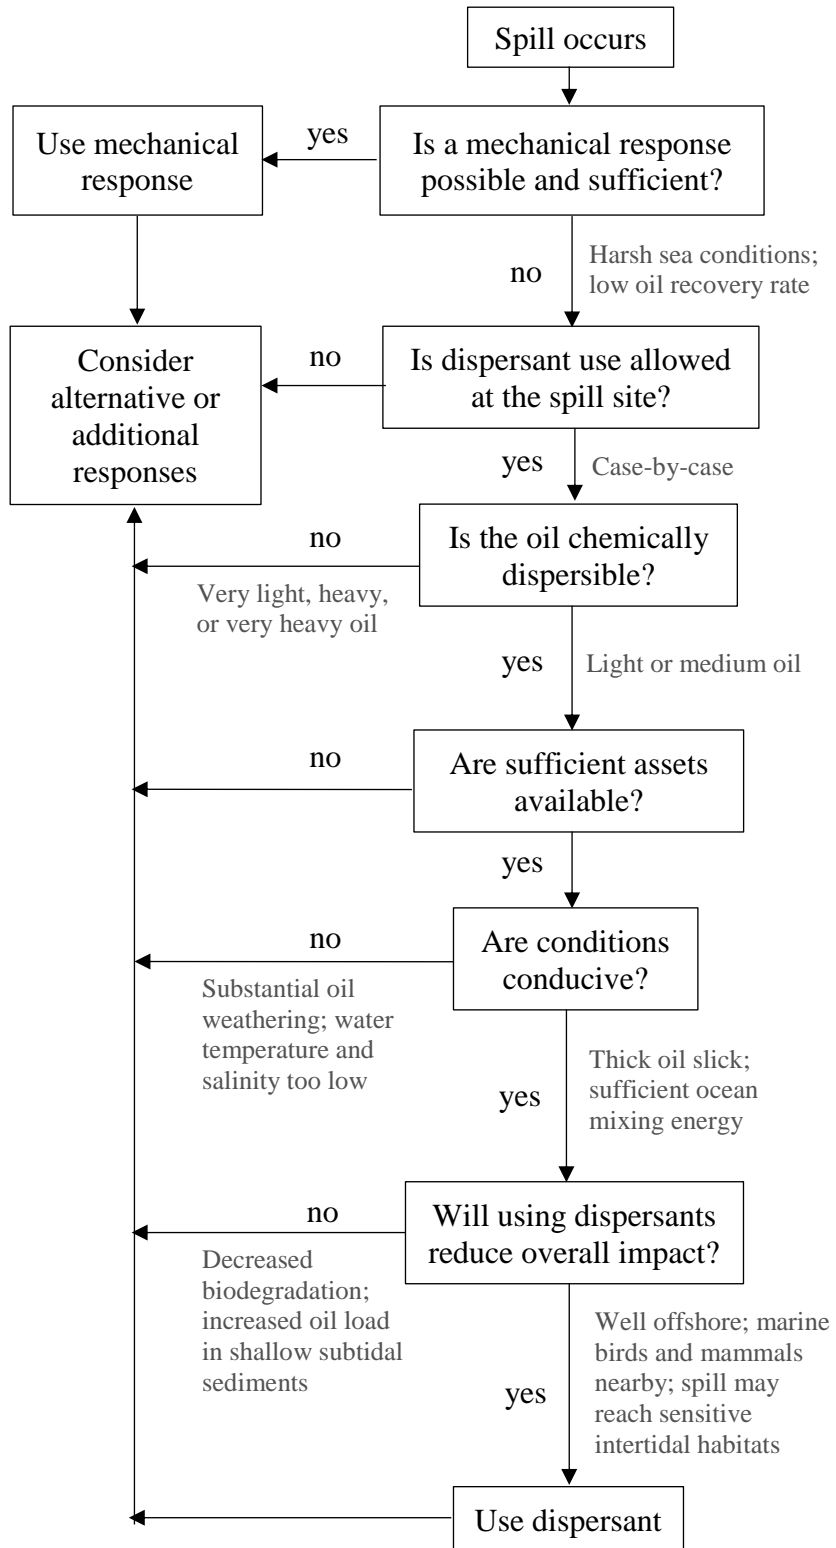 Spill occurs
Use mechanical
response
yes
Is a mechanical response
possible and sufficient?
no
Harsh sea conditions;
low oil recovery rate
Consider
alternative or
additional
responses
no
Is dispersant use allowed
at the spill site?
yes
Case-by-case
no
Very light, heavy,
or very heavy oil
Is the oil chemically
dispersible?
yes
Light or medium oil
no
Are sufficient assets
available?
yes
no
Substantial oil
weathering; water
temperature and
salinity too low
Are conditions
conducive?
yes
Thick oil slick;
sufficient ocean
mixing energy
no
Decreased
biodegradation;
increased oil load
in shallow subtidal
sediments
Will using dispersants
reduce overall impact?
yes
Well offshore; marine
birds and mammals
nearby; spill may
reach sensitive
intertidal habitats
Use dispersant